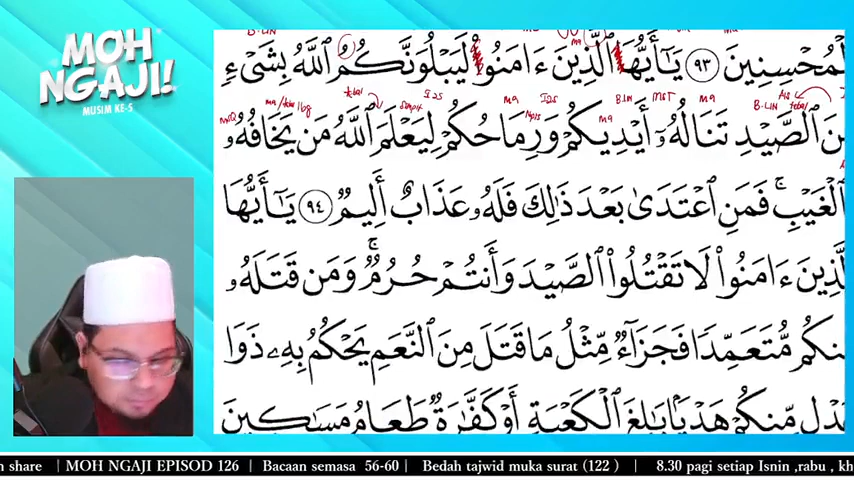 MOH
NGAJI!
MUSIM KE-5
لْمُحْسِنِينَ ٩٣ يَٰٓأَيُّهَا ٱلَّذِينَ ءَامَنُوا۟ لَيَبْلُوَنَّكُمُ ٱللَّهُ بِشَىْءٍ
نَ ٱلصَّيْدِ تَنَالُهُۥٓ أَيْدِيكُمْ وَرِمَاحُكُمْ لِيَعْلَمَ ٱللَّهُ مَن يَخَافُهُۥ
ٱلْغَيْبِ ۚ فَمَنِ ٱعْتَدَىٰ بَعْدَ ذَٰلِكَ فَلَهُۥ عَذَابٌ أَلِيمٌ ٩٤ يَٰٓأَيُّهَا
لَّذِينَ ءَامَنُوا۟ لَا تَقْتُلُوا۟ ٱلصَّيْدَ وَأَنتُمْ حُرُمٌ ۚ وَمَن قَتَلَهُۥ
نكُم مُّتَعَمِّدًا فَجَزَآءٌ مِّثْلُ مَا قَتَلَ مِنَ ٱلنَّعَمِ يَحْكُمُ بِهِۦ ذَوَا
دْلٍ مِّنكُمْ هَدْيًۢا بَٰلِغَ ٱلْكَعْبَةِ أَوْ كَفَّٰرَةٌ طَعَامُ مَسَٰكِينَ
n share | MOH NGAJI EPISOD 126 | Bacaan semasa 56-60 | Bedah tajwid muka surat (122 ) | 8.30 pagi setiap Isnin ,rabu , kh